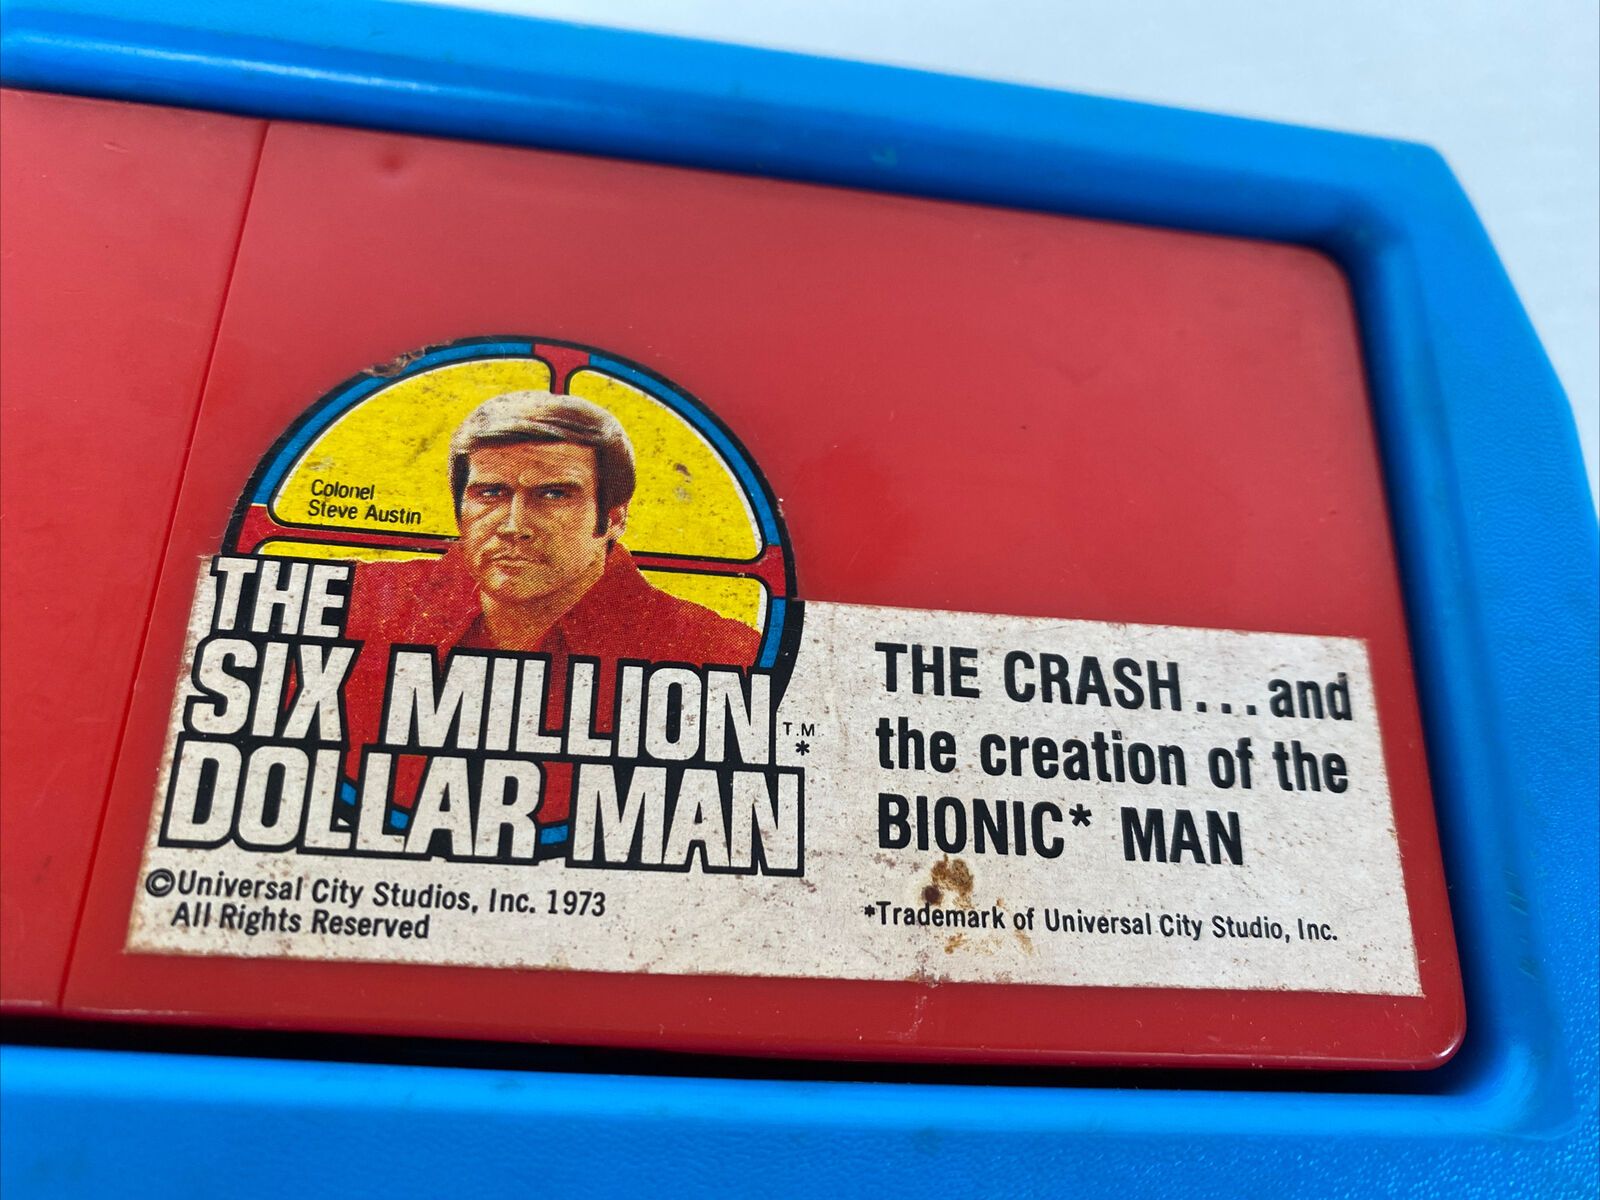 Colonel
Steve Austin
THE
SIX MILLION
DOLLAR MAN
T.M.
*
©Universal City Studios, Inc. 1973
All Rights Reserved
THE CRASH...and
the creation of the
BIONIC* MAN
*Trademark of Universal City Studio, Inc.